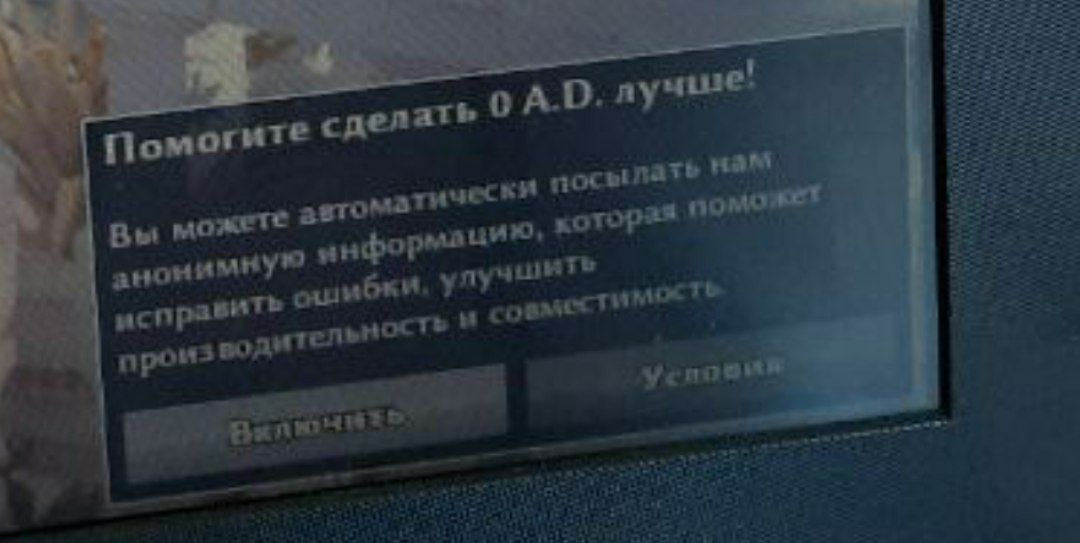 Помогите сделать 0 A.D. лучше!
Вы можете автоматически посылать нам
анонимную информацию, которая поможет
исправить ошибки, улучшить
производительность и совместимость.
Включить
Условия